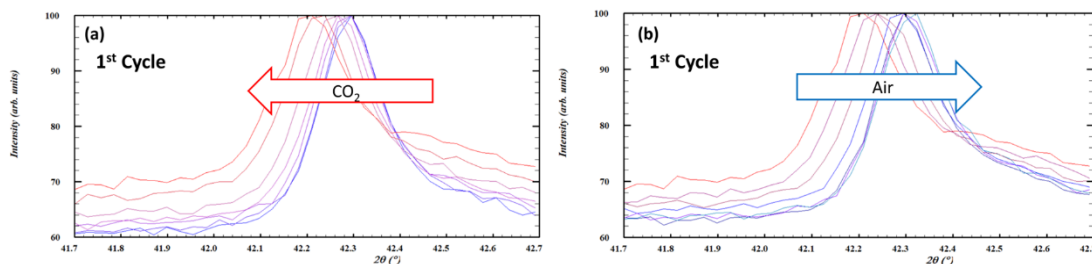 (a)
1st Cycle
CO2
Intensity (arb. units)
100
90
80
70
60
41.7 41.8 41.9 42.0 42.1 42.2 42.3 42.4 42.5 42.6 42.7
2θ (°)
(b)
1st Cycle
Air
Intensity (arb. units)
100
90
80
70
60
41.7 41.8 41.9 42.0 42.1 42.2 42.3 42.4 42.5 42.6 42.
2θ (°)